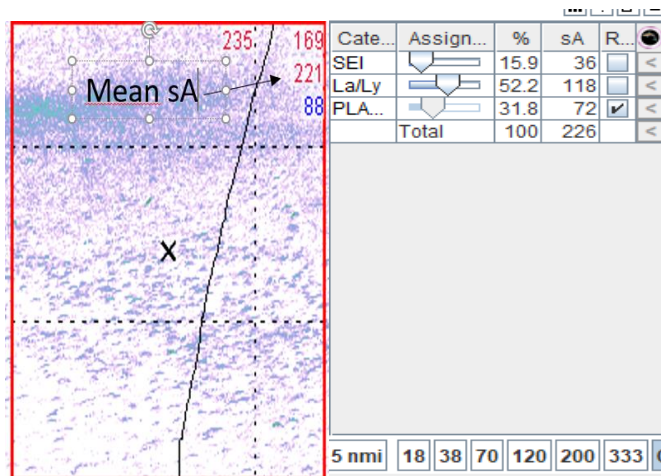 235 169
Mean sA 221
88
X
Cate... Assign... % sA R...
SEI 15.9 36 <
La/Ly 52.2 118 <
PLA... 31.8 72 <
Total 100 226 <
5 nmi 18 38 70 120 200 333